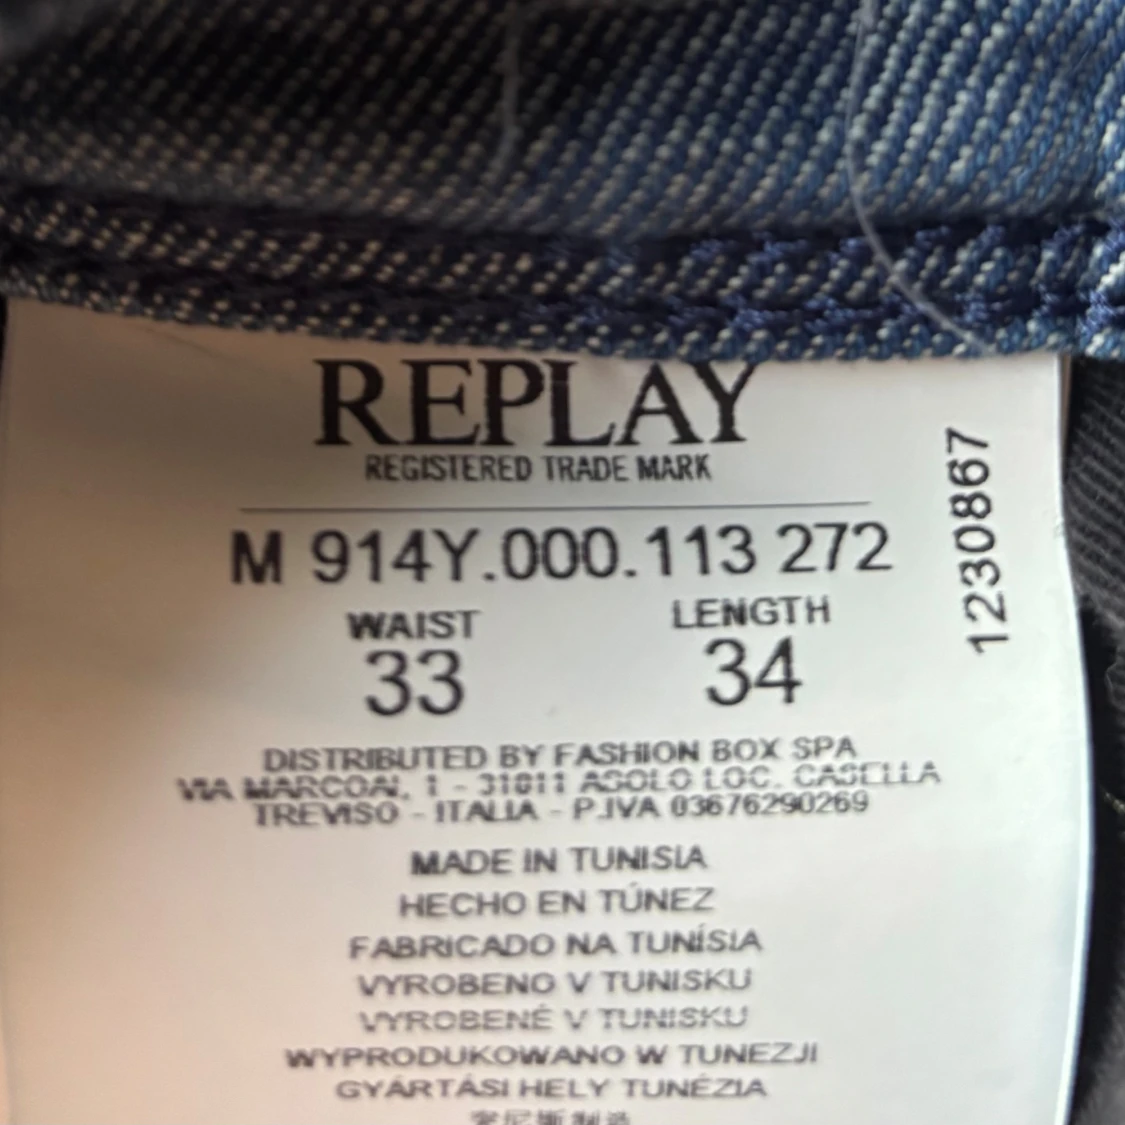 REPLAY
REGISTERED TRADE MARK
M 914Y.000.113 272
1230867
WAIST LENGTH
33 34
DISTRIBUTED BY FASHION BOX SPA
VIA MARCOAI, 1 - 31011 ASOLO LOC. CASELLA
TREVISO - ITALIA - P.IVA 03676290269
MADE IN TUNISIA
HECHO EN TÚNEZ
FABRICADO NA TUNÍSIA
VYROBENO V TUNISKU
VYROBENÉ V TUNISKU
WYPRODUKOWANO W TUNEZJI
GYÁRTÁSI HELY TUNÉZIA